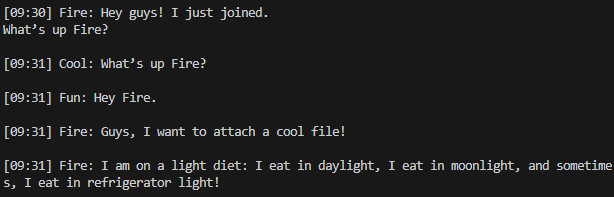 [09:30] Fire: Hey guys! I just joined.
What’s up Fire?
[09:31] Cool: What’s up Fire?
[09:31] Fun: Hey Fire.
[09:31] Fire: Guys, I want to attach a cool file!
[09:31] Fire: I am on a light diet: I eat in daylight, I eat in moonlight, and sometime
s, I eat in refrigerator light!